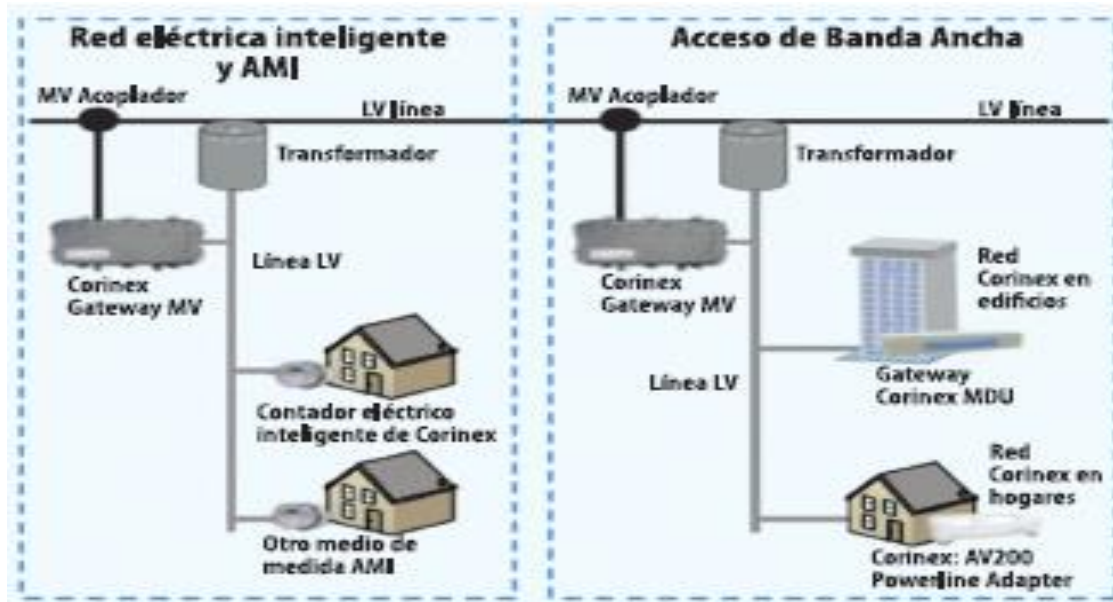 Red eléctrica inteligente
y AMI
MV Acoplador
LV línea
Transformador
Línea LV
Corinex
Gateway MV
Contador eléctrico
inteligente de Corinex
Otro medio de
medida AMI
Acceso de Banda Ancha
MV Acoplador
LV línea
Transformador
Corinex
Gateway MV
Red
Corinex en
edificios
Línea LV
Gateway
Corinex MDU
Red
Corinex en
hogares
Corinex: AV200
Powerline Adapter